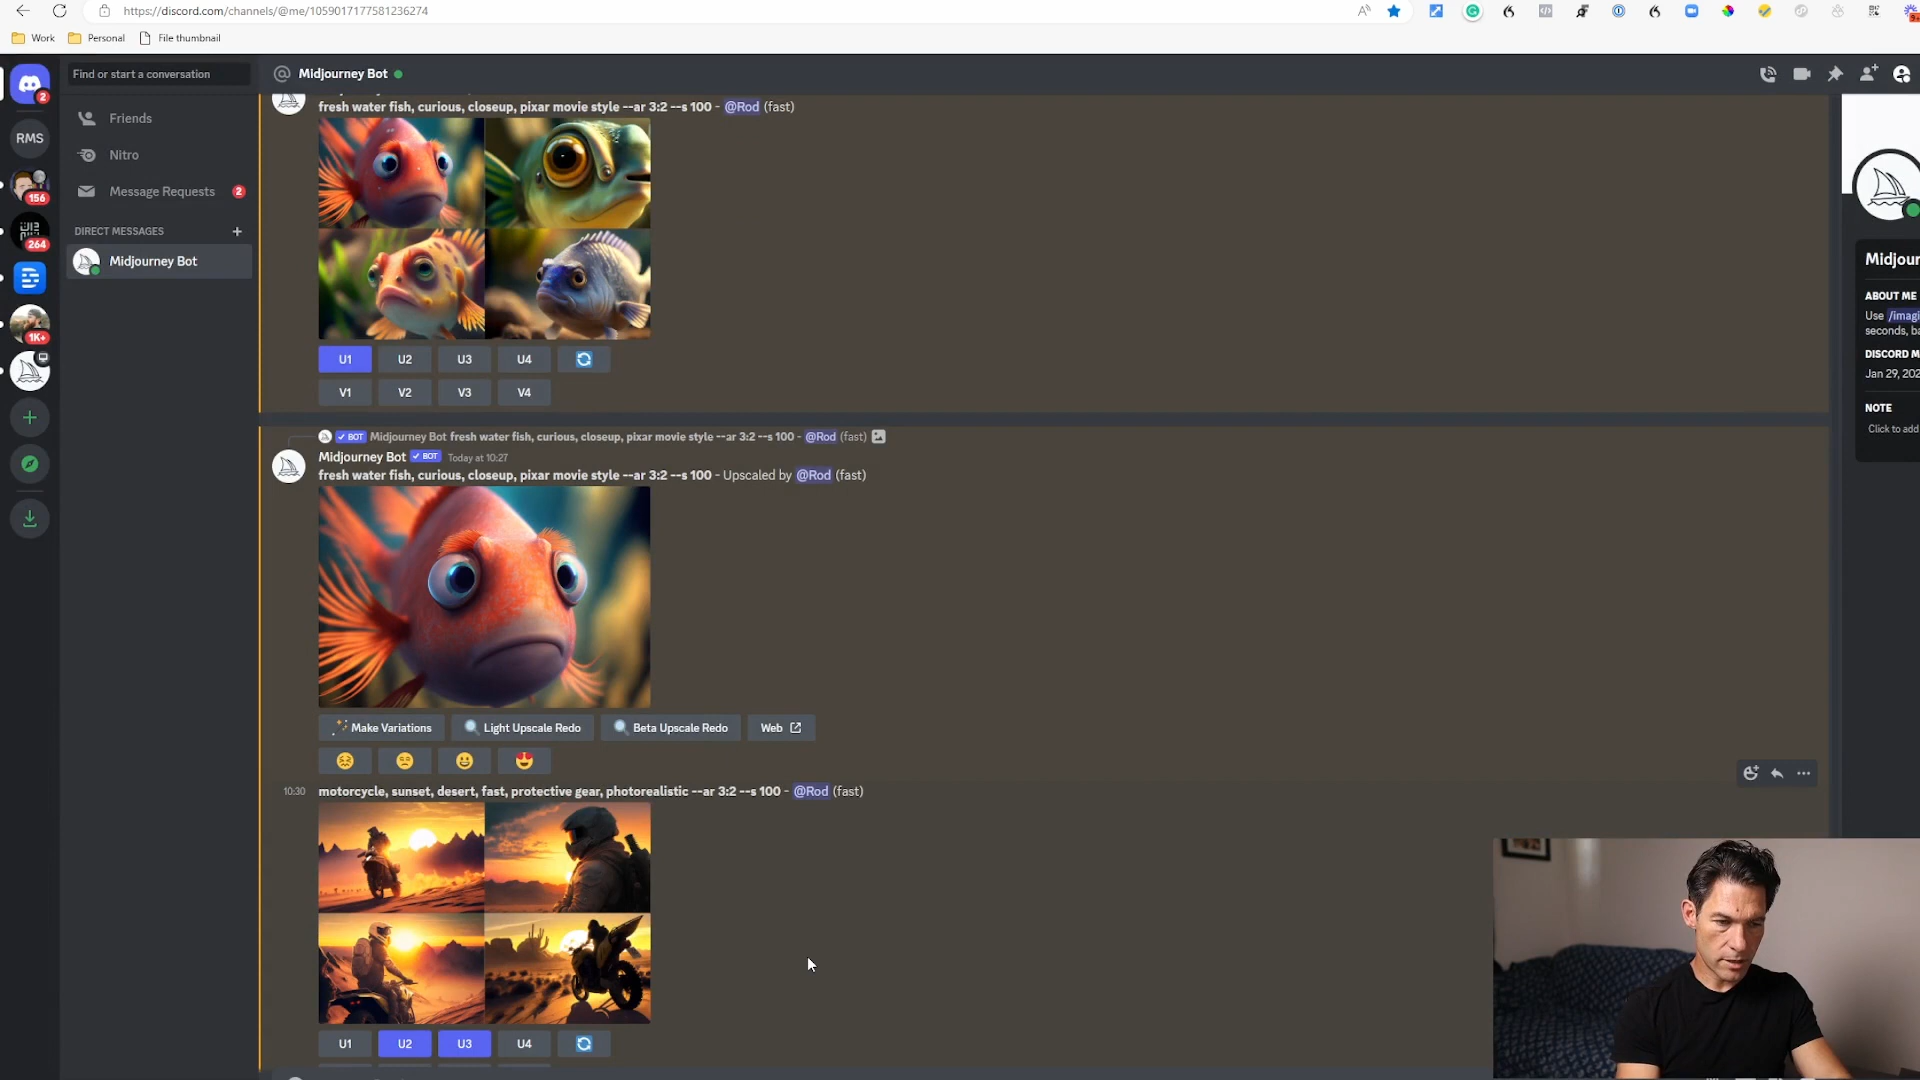 https://discord.com/channels/@me/1059017177581236274
Work
Personal
File thumbnail
Find or start a conversation
Midjourney Bot
2
Friends
RMS
Nitro
156
Message Requests
2
264
DIRECT MESSAGES
Midjourney Bot
1K+
fresh water fish, curious, closeup, pixar movie style --ar 3:2 --s 100 - @Rod (fast)
U1
U2
U3
U4
V1
V2
V3
V4
BOT Midjourney Bot fresh water fish, curious, closeup, pixar movie style --ar 3:2 --s 100 - @Rod (fast)
Midjourney Bot BOT Today at 10:27
fresh water fish, curious, closeup, pixar movie style --ar 3:2 --s 100 - Upscaled by @Rod (fast)
Make Variations
Light Upscale Redo
Beta Upscale Redo
Web
10:30 motorcycle, sunset, desert, fast, protective gear, photorealistic --ar 3:2 --s 100 - @Rod (fast)
U1
U2
U3
U4
Midjour
ABOUT ME
Use /imagi
seconds, ba
DISCORD M
Jan 29, 202
NOTE
Click to add